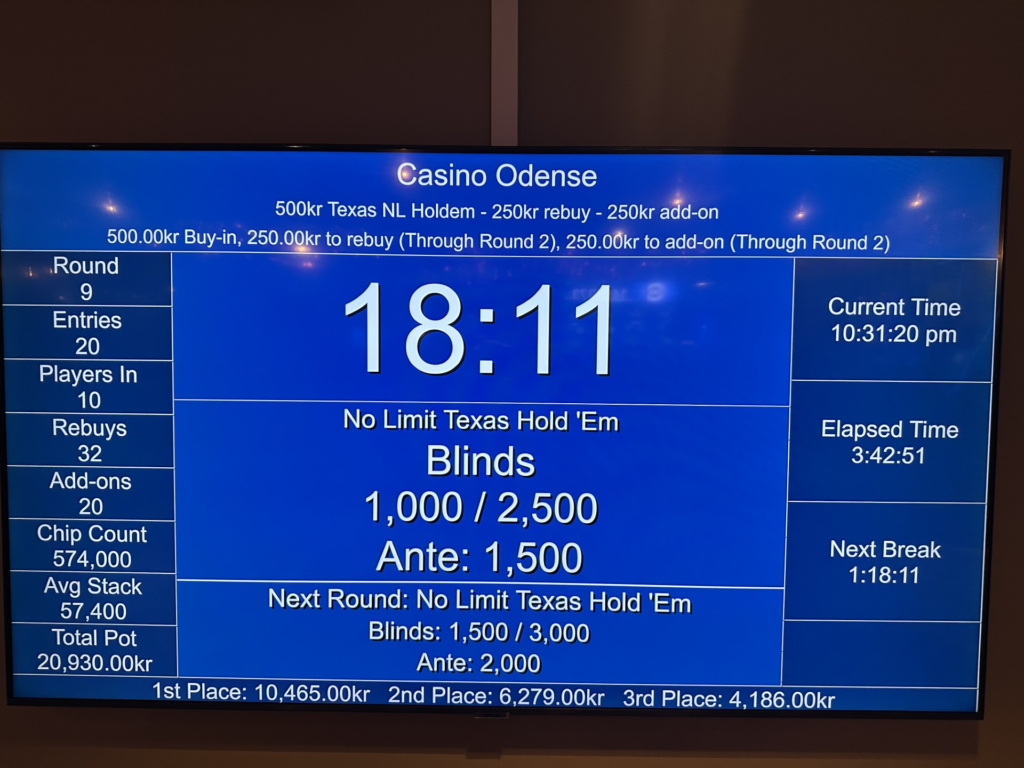 Casino Odense
500kr Texas NL Holdem - 250kr rebuy - 250kr add-on
500.00kr Buy-in, 250.00kr to rebuy (Through Round 2), 250.00kr to add-on (Through Round 2)
Round
9
Entries
20
Players In
10
Rebuys
32
Add-ons
20
Chip Count
574,000
Avg Stack
57,400
Total Pot
20,930.00kr
18:11
No Limit Texas Hold 'Em
Blinds
1,000 / 2,500
Ante: 1,500
Next Round: No Limit Texas Hold 'Em
Blinds: 1,500 / 3,000
Ante: 2,000
Current Time
10:31:20 pm
Elapsed Time
3:42:51
Next Break
1:18:11
1st Place: 10,465.00kr 2nd Place: 6,279.00kr 3rd Place: 4,186.00kr